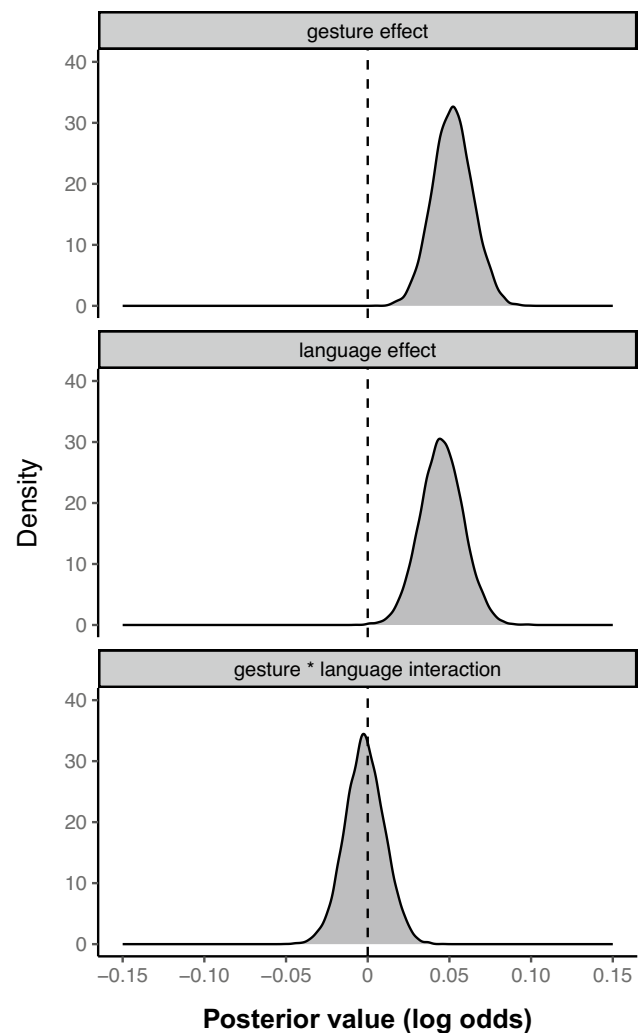 gesture effect
40
30
20
10
0
language effect
40
30
20
10
0
Density
gesture * language interaction
40
30
20
10
0
−0.15 −0.10 −0.05 0 0.05 0.10 0.15
Posterior value (log odds)